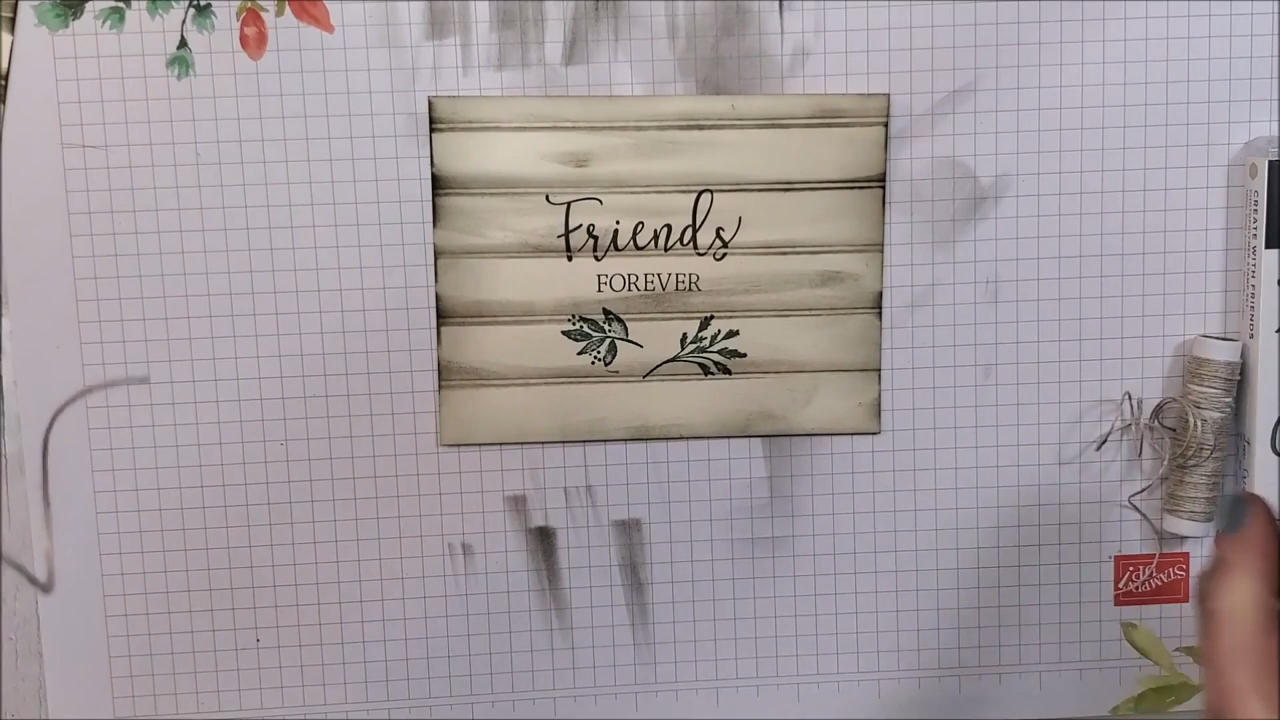 Friends
FOREVER
CREATE WITH FRIENDS
STAMPIN'
UP!